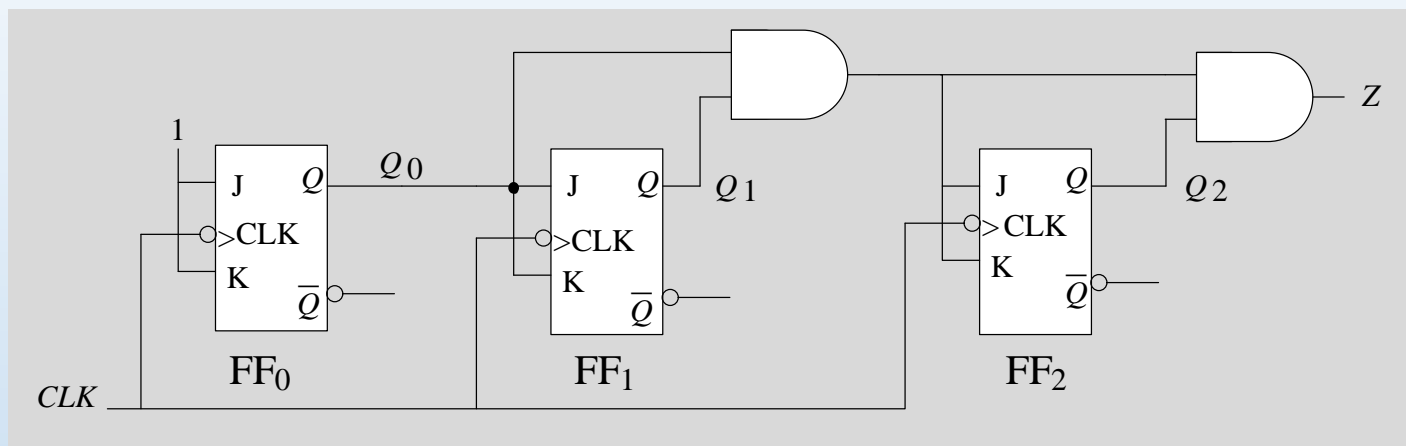 Z
1
Q0
J Q
>CLK
K Q̅
FF0
J Q
Q1
>CLK
K Q̅
FF1
J Q
Q2
>CLK
K Q̅
FF2
CLK